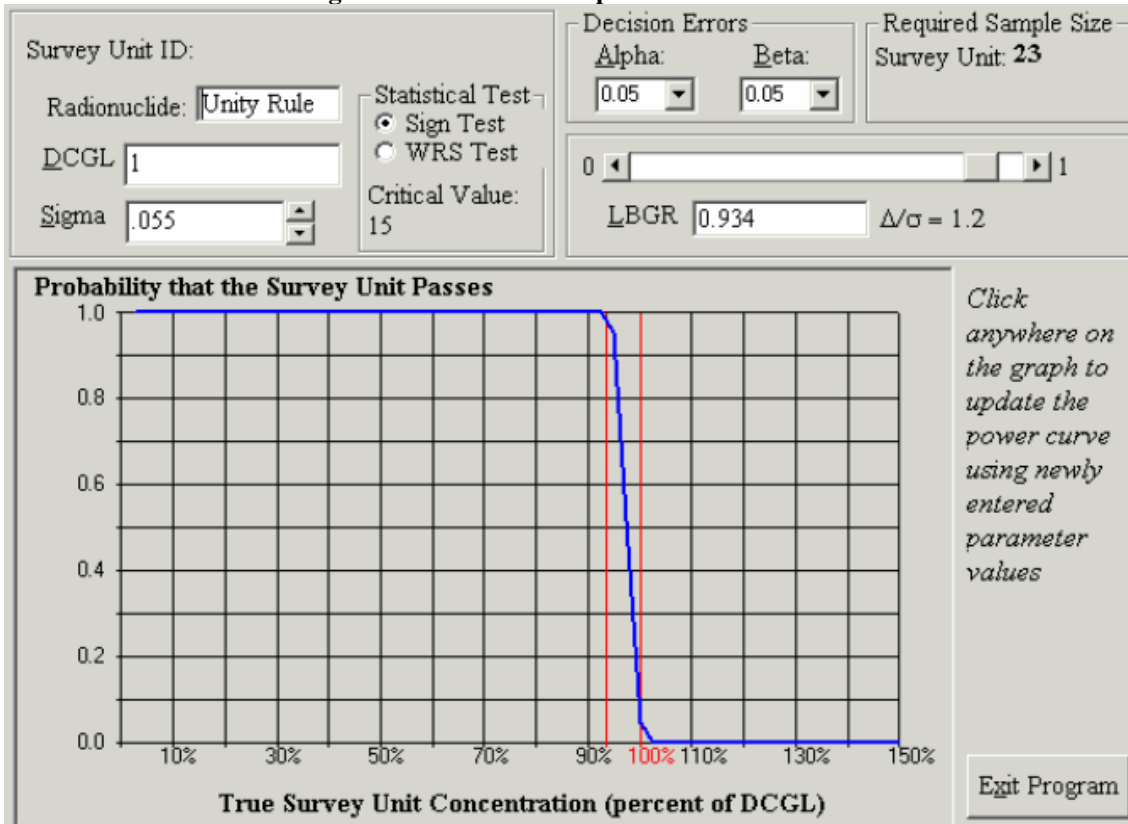 Survey Unit ID:
Radionuclide: Unity Rule
DCGL 1
Sigma .055
Statistical Test
Sign Test
WRS Test
Critical Value:
15
Decision Errors
Alpha: Beta:
0.05 0.05
Required Sample Size
Survey Unit: 23
0 1
LBGR 0.934 Δ/σ = 1.2
Probability that the Survey Unit Passes
1.0
0.8
0.6
0.4
0.2
0.0
10% 30% 50% 70% 90% 100% 110% 130% 150%
True Survey Unit Concentration (percent of DCGL)
Click
anywhere on
the graph to
update the
power curve
using newly
entered
parameter
values
Exit Program